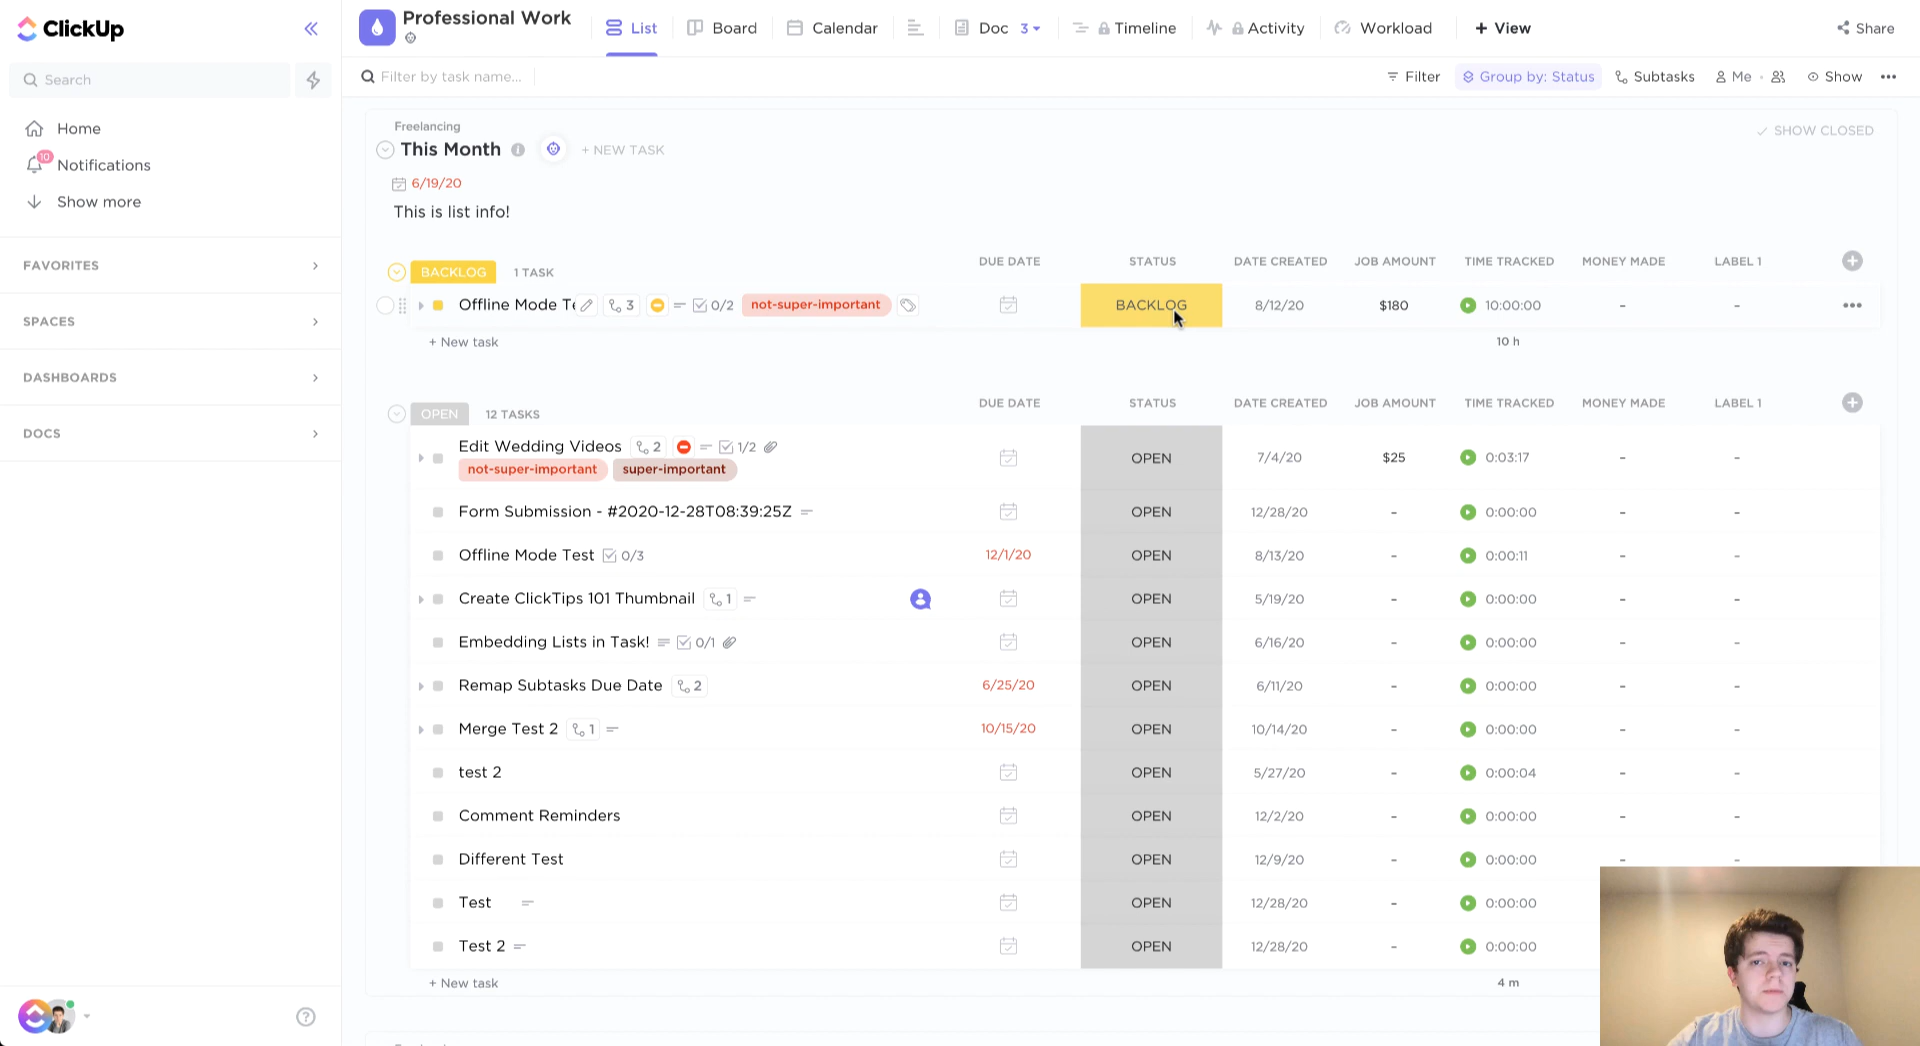 ClickUp
Professional Work
List
Board
Calendar
Doc 3
Timeline
Activity
Workload
+ View
Share
Search
Filter by task name...
Filter
Group by: Status
Subtasks
Me
Show
Home
10
Notifications
Show more
FAVORITES
SPACES
DASHBOARDS
DOCS
Freelancing
SHOW CLOSED
This Month
+ NEW TASK
6/19/20
This is list info!
BACKLOG 1 TASK DUE DATE STATUS DATE CREATED JOB AMOUNT TIME TRACKED MONEY MADE LABEL 1
Offline Mode Te 3 0/2 not-super-important BACKLOG 8/12/20 $180 10:00:00 – –
+ New task 10 h
OPEN 12 TASKS DUE DATE STATUS DATE CREATED JOB AMOUNT TIME TRACKED MONEY MADE LABEL 1
Edit Wedding Videos 2 1/2 OPEN 7/4/20 $25 0:03:17 – –
not-super-important super-important
Form Submission - #2020-12-28T08:39:25Z OPEN 12/28/20 – 0:00:00 – –
Offline Mode Test 0/3 12/1/20 OPEN 8/13/20 – 0:00:11 – –
Create ClickTips 101 Thumbnail 1 OPEN 5/19/20 – 0:00:00 – –
Embedding Lists in Task! 0/1 OPEN 6/16/20 – 0:00:00 – –
Remap Subtasks Due Date 2 6/25/20 OPEN 6/11/20 – 0:00:00 – –
Merge Test 2 1 10/15/20 OPEN 10/14/20 – 0:00:00 – –
test 2 OPEN 5/27/20 – 0:00:04 – –
Comment Reminders OPEN 12/2/20 – 0:00:00 – –
Different Test OPEN 12/9/20 – 0:00:00 – –
Test OPEN 12/28/20 – 0:00:00
Test 2 OPEN 12/28/20 – 0:00:00
+ New task 4 m